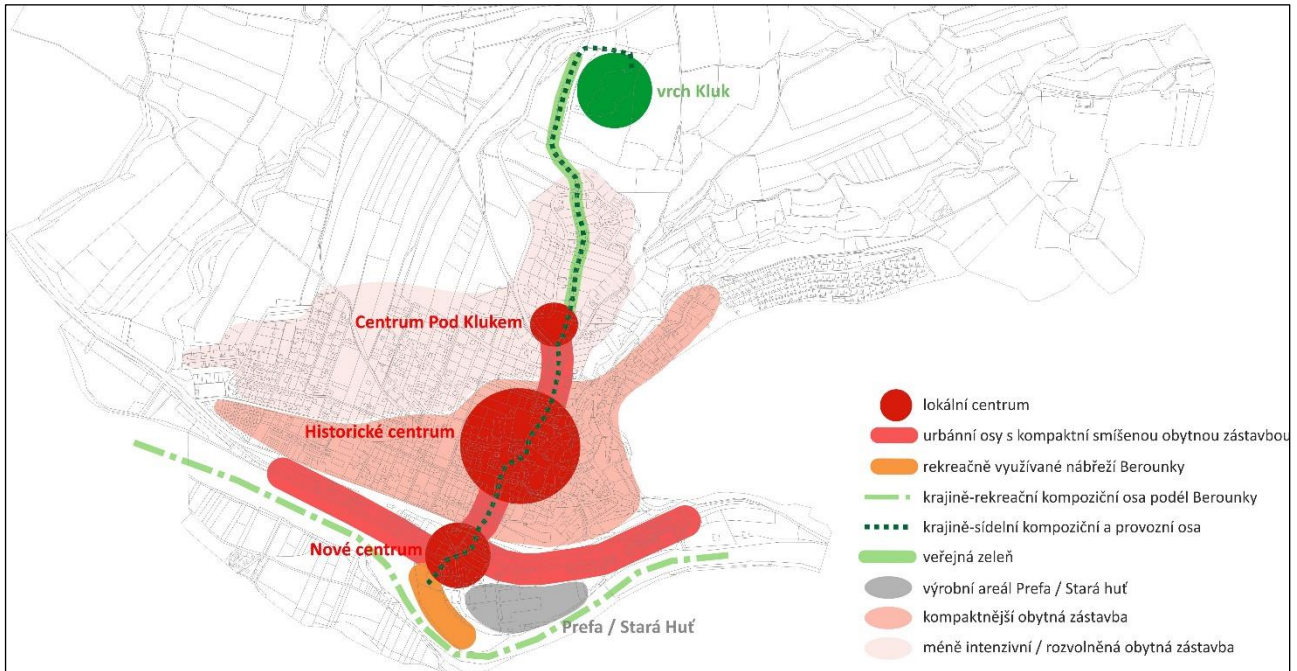 vrch Kluk
Centrum Pod Klukem
Historické centrum
Nové centrum
Prefa / Stará Huť
lokální centrum
urbánní osy s kompaktní smíšenou obytnou zástavbou
rekreačně využívané nábřeží Berounky
krajině-rekreační kompoziční osa podél Berounky
krajině-sídelní kompoziční a provozní osa
veřejná zeleň
výrobní areál Prefa / Stará huť
kompaktnější obytná zástavba
méně intenzivní / rozvolněná obytná zástavba